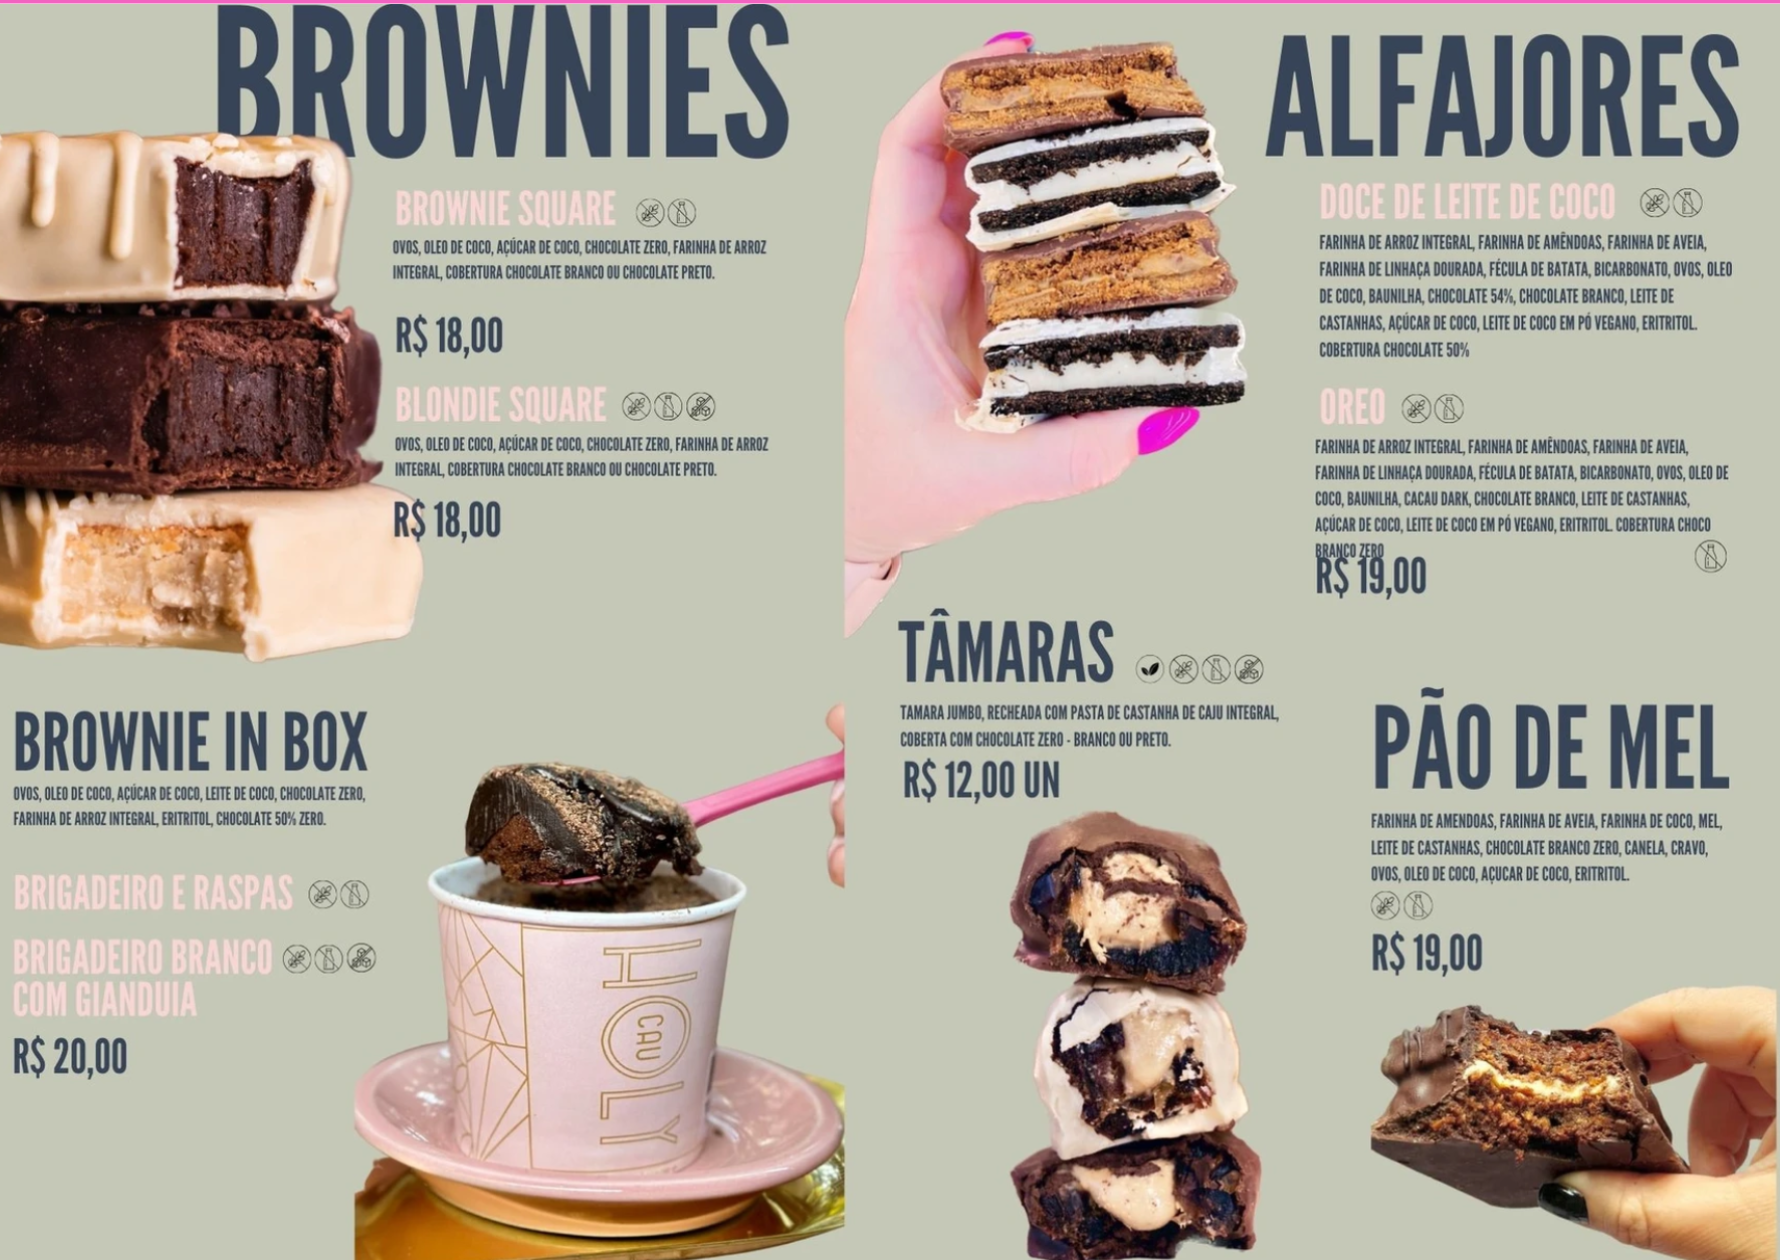 BROWNIES
BROWNIE SQUARE
OVOS, OLEO DE COCO, AÇÚCAR DE COCO, CHOCOLATE ZERO, FARINHA DE ARROZ
INTEGRAL, COBERTURA CHOCOLATE BRANCO OU CHOCOLATE PRETO.
R$ 18,00
BLONDIE SQUARE
OVOS, OLEO DE COCO, AÇÚCAR DE COCO, CHOCOLATE ZERO, FARINHA DE ARROZ
INTEGRAL, COBERTURA CHOCOLATE BRANCO OU CHOCOLATE PRETO.
R$ 18,00
BROWNIE IN BOX
OVOS, OLEO DE COCO, AÇÚCAR DE COCO, LEITE DE COCO, CHOCOLATE ZERO,
FARINHA DE ARROZ INTEGRAL, ERITRITOL, CHOCOLATE 50% ZERO.
BRIGADEIRO E RASPAS
BRIGADEIRO BRANCO
COM GIANDUIA
R$ 20,00
HOLY
CAU
ALFAJORES
DOCE DE LEITE DE COCO
FARINHA DE ARROZ INTEGRAL, FARINHA DE AMÊNDOAS, FARINHA DE AVEIA,
FARINHA DE LINHAÇA DOURADA, FÉCULA DE BATATA, BICARBONATO, OVOS, OLEO
DE COCO, BAUNILHA, CHOCOLATE 54%, CHOCOLATE BRANCO, LEITE DE
CASTANHAS, AÇÚCAR DE COCO, LEITE DE COCO EM PÓ VEGANO, ERITRITOL.
COBERTURA CHOCOLATE 50%
OREO
FARINHA DE ARROZ INTEGRAL, FARINHA DE AMÊNDOAS, FARINHA DE AVEIA,
FARINHA DE LINHAÇA DOURADA, FÉCULA DE BATATA, BICARBONATO, OVOS, OLEO DE
COCO, BAUNILHA, CACAU DARK, CHOCOLATE BRANCO, LEITE DE CASTANHAS,
AÇÚCAR DE COCO, LEITE DE COCO EM PÓ VEGANO, ERITRITOL. COBERTURA CHOCO
BRANCO ZERO
R$ 19,00
TÂMARAS
TAMARA JUMBO, RECHEADA COM PASTA DE CASTANHA DE CAJU INTEGRAL,
COBERTA COM CHOCOLATE ZERO - BRANCO OU PRETO.
R$ 12,00 UN
PÃO DE MEL
FARINHA DE AMENDOAS, FARINHA DE AVEIA, FARINHA DE COCO, MEL,
LEITE DE CASTANHAS, CHOCOLATE BRANCO ZERO, CANELA, CRAVO,
OVOS, OLEO DE COCO, AÇUCAR DE COCO, ERITRITOL.
R$ 19,00